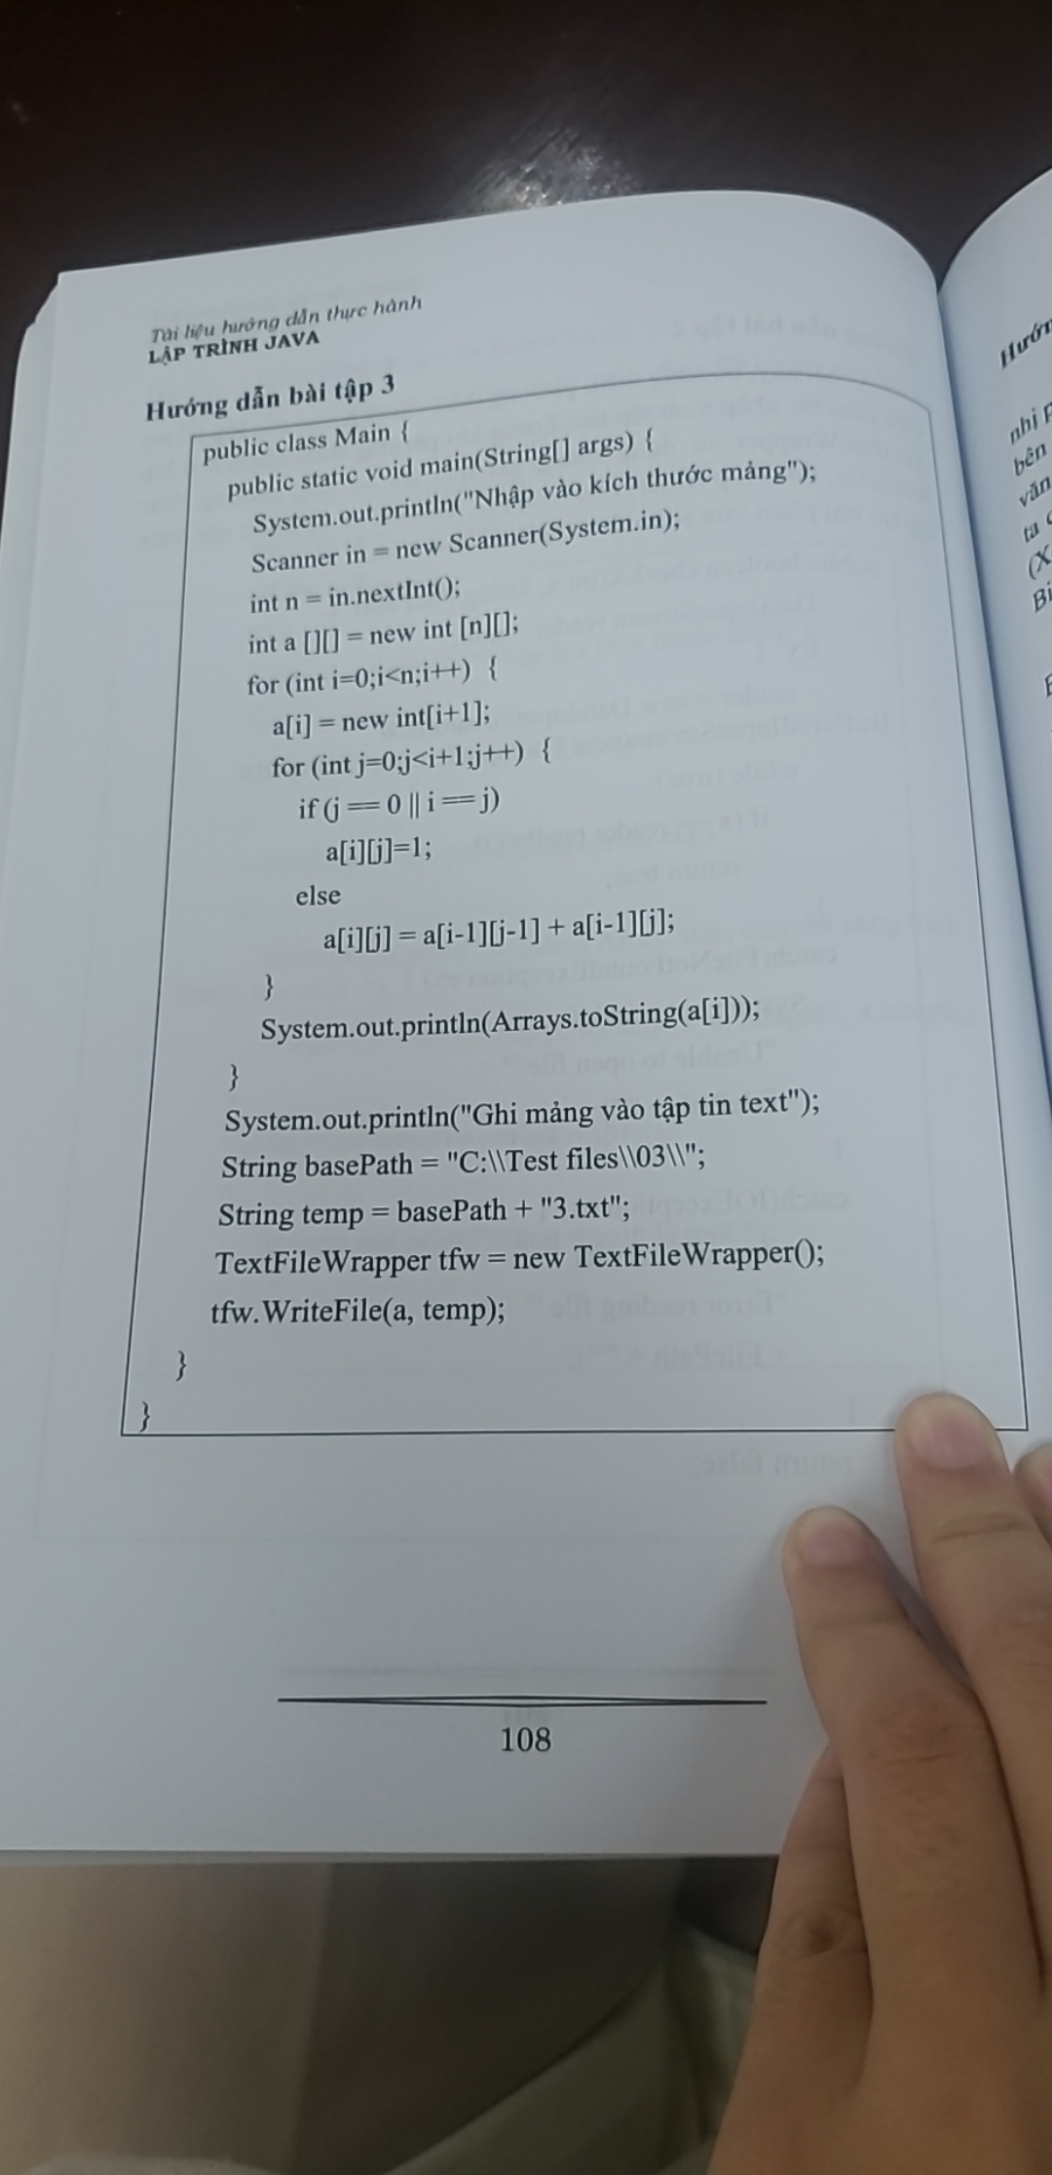 Tài liệu hướng dẫn thực hành
LẬP TRÌNH JAVA
Hướng dẫn bài tập 3
public class Main {
public static void main(String[] args) {
System.out.println("Nhập vào kích thước mảng");
Scanner in = new Scanner(System.in);
int n = in.nextInt();
int a [][] = new int [n][];
for (int i=0;i<n;i++) {
a[i] = new int[i+1];
for (int j=0;j<i+1;j++) {
if (j == 0 || i == j)
a[i][j]=1;
else
a[i][j] = a[i-1][j-1] + a[i-1][j];
}
System.out.println(Arrays.toString(a[i]));
}
System.out.println("Ghi mảng vào tập tin text");
String basePath = "C:\\Test files\\03\\";
String temp = basePath + "3.txt";
TextFileWrapper tfw = new TextFileWrapper();
tfw.WriteFile(a, temp);
}
}
108
nhị
bên
văn
ta
(X